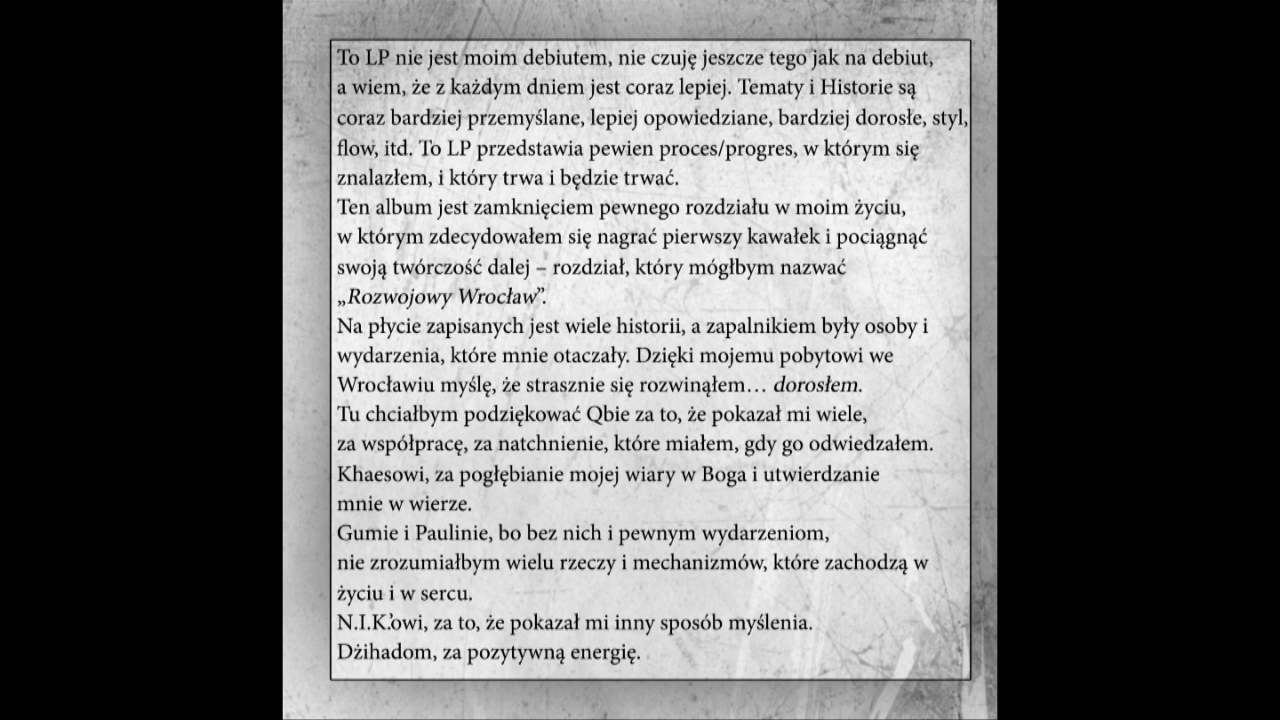 To LP nie jest moim debiutem, nie czuję jeszcze tego jak na debiut,
a wiem, że z każdym dniem jest coraz lepiej. Tematy i Historie są
coraz bardziej przemyślane, lepiej opowiedziane, bardziej dorosłe, styl,
flow, itd. To LP przedstawia pewien proces/progres, w którym się
znalazłem, i który trwa i będzie trwać.
Ten album jest zamknięciem pewnego rozdziału w moim życiu,
w którym zdecydowałem się nagrać pierwszy kawałek i pociągnąć
swoją twórczość dalej – rozdział, który mógłbym nazwać
„Rozwojowy Wrocław”.
Na płycie zapisanych jest wiele historii, a zapalnikiem były osoby i
wydarzenia, które mnie otaczały. Dzięki mojemu pobytowi we
Wrocławiu myślę, że strasznie się rozwinąłem… dorosłem.
Tu chciałbym podziękować Qbie za to, że pokazał mi wiele,
za współpracę, za natchnienie, które miałem, gdy go odwiedzałem.
Khaesowi, za pogłębianie mojej wiary w Boga i utwierdzanie
mnie w wierze.
Gumie i Paulinie, bo bez nich i pewnym wydarzeniom,
nie zrozumiałbym wielu rzeczy i mechanizmów, które zachodzą w
życiu i w sercu.
N.I.K.’owi, za to, że pokazał mi inny sposób myślenia.
Dżihadom, za pozytywną energię.